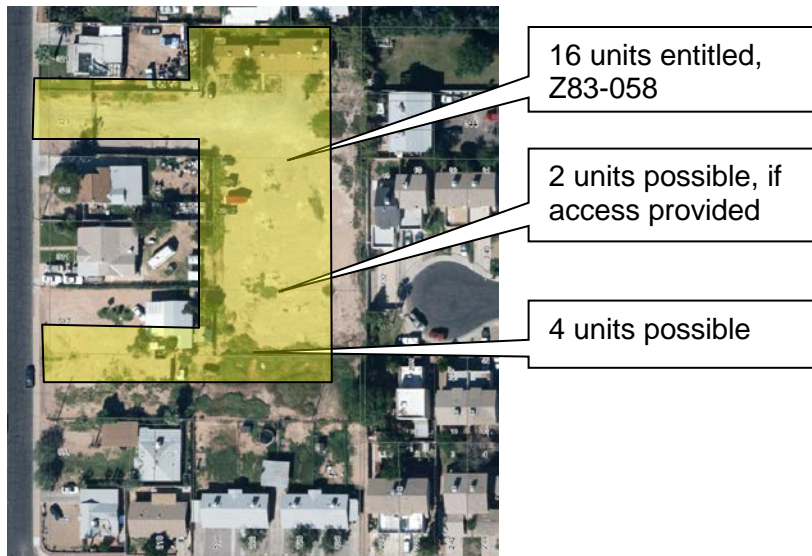 16 units entitled,
Z83-058
2 units possible, if
access provided
4 units possible